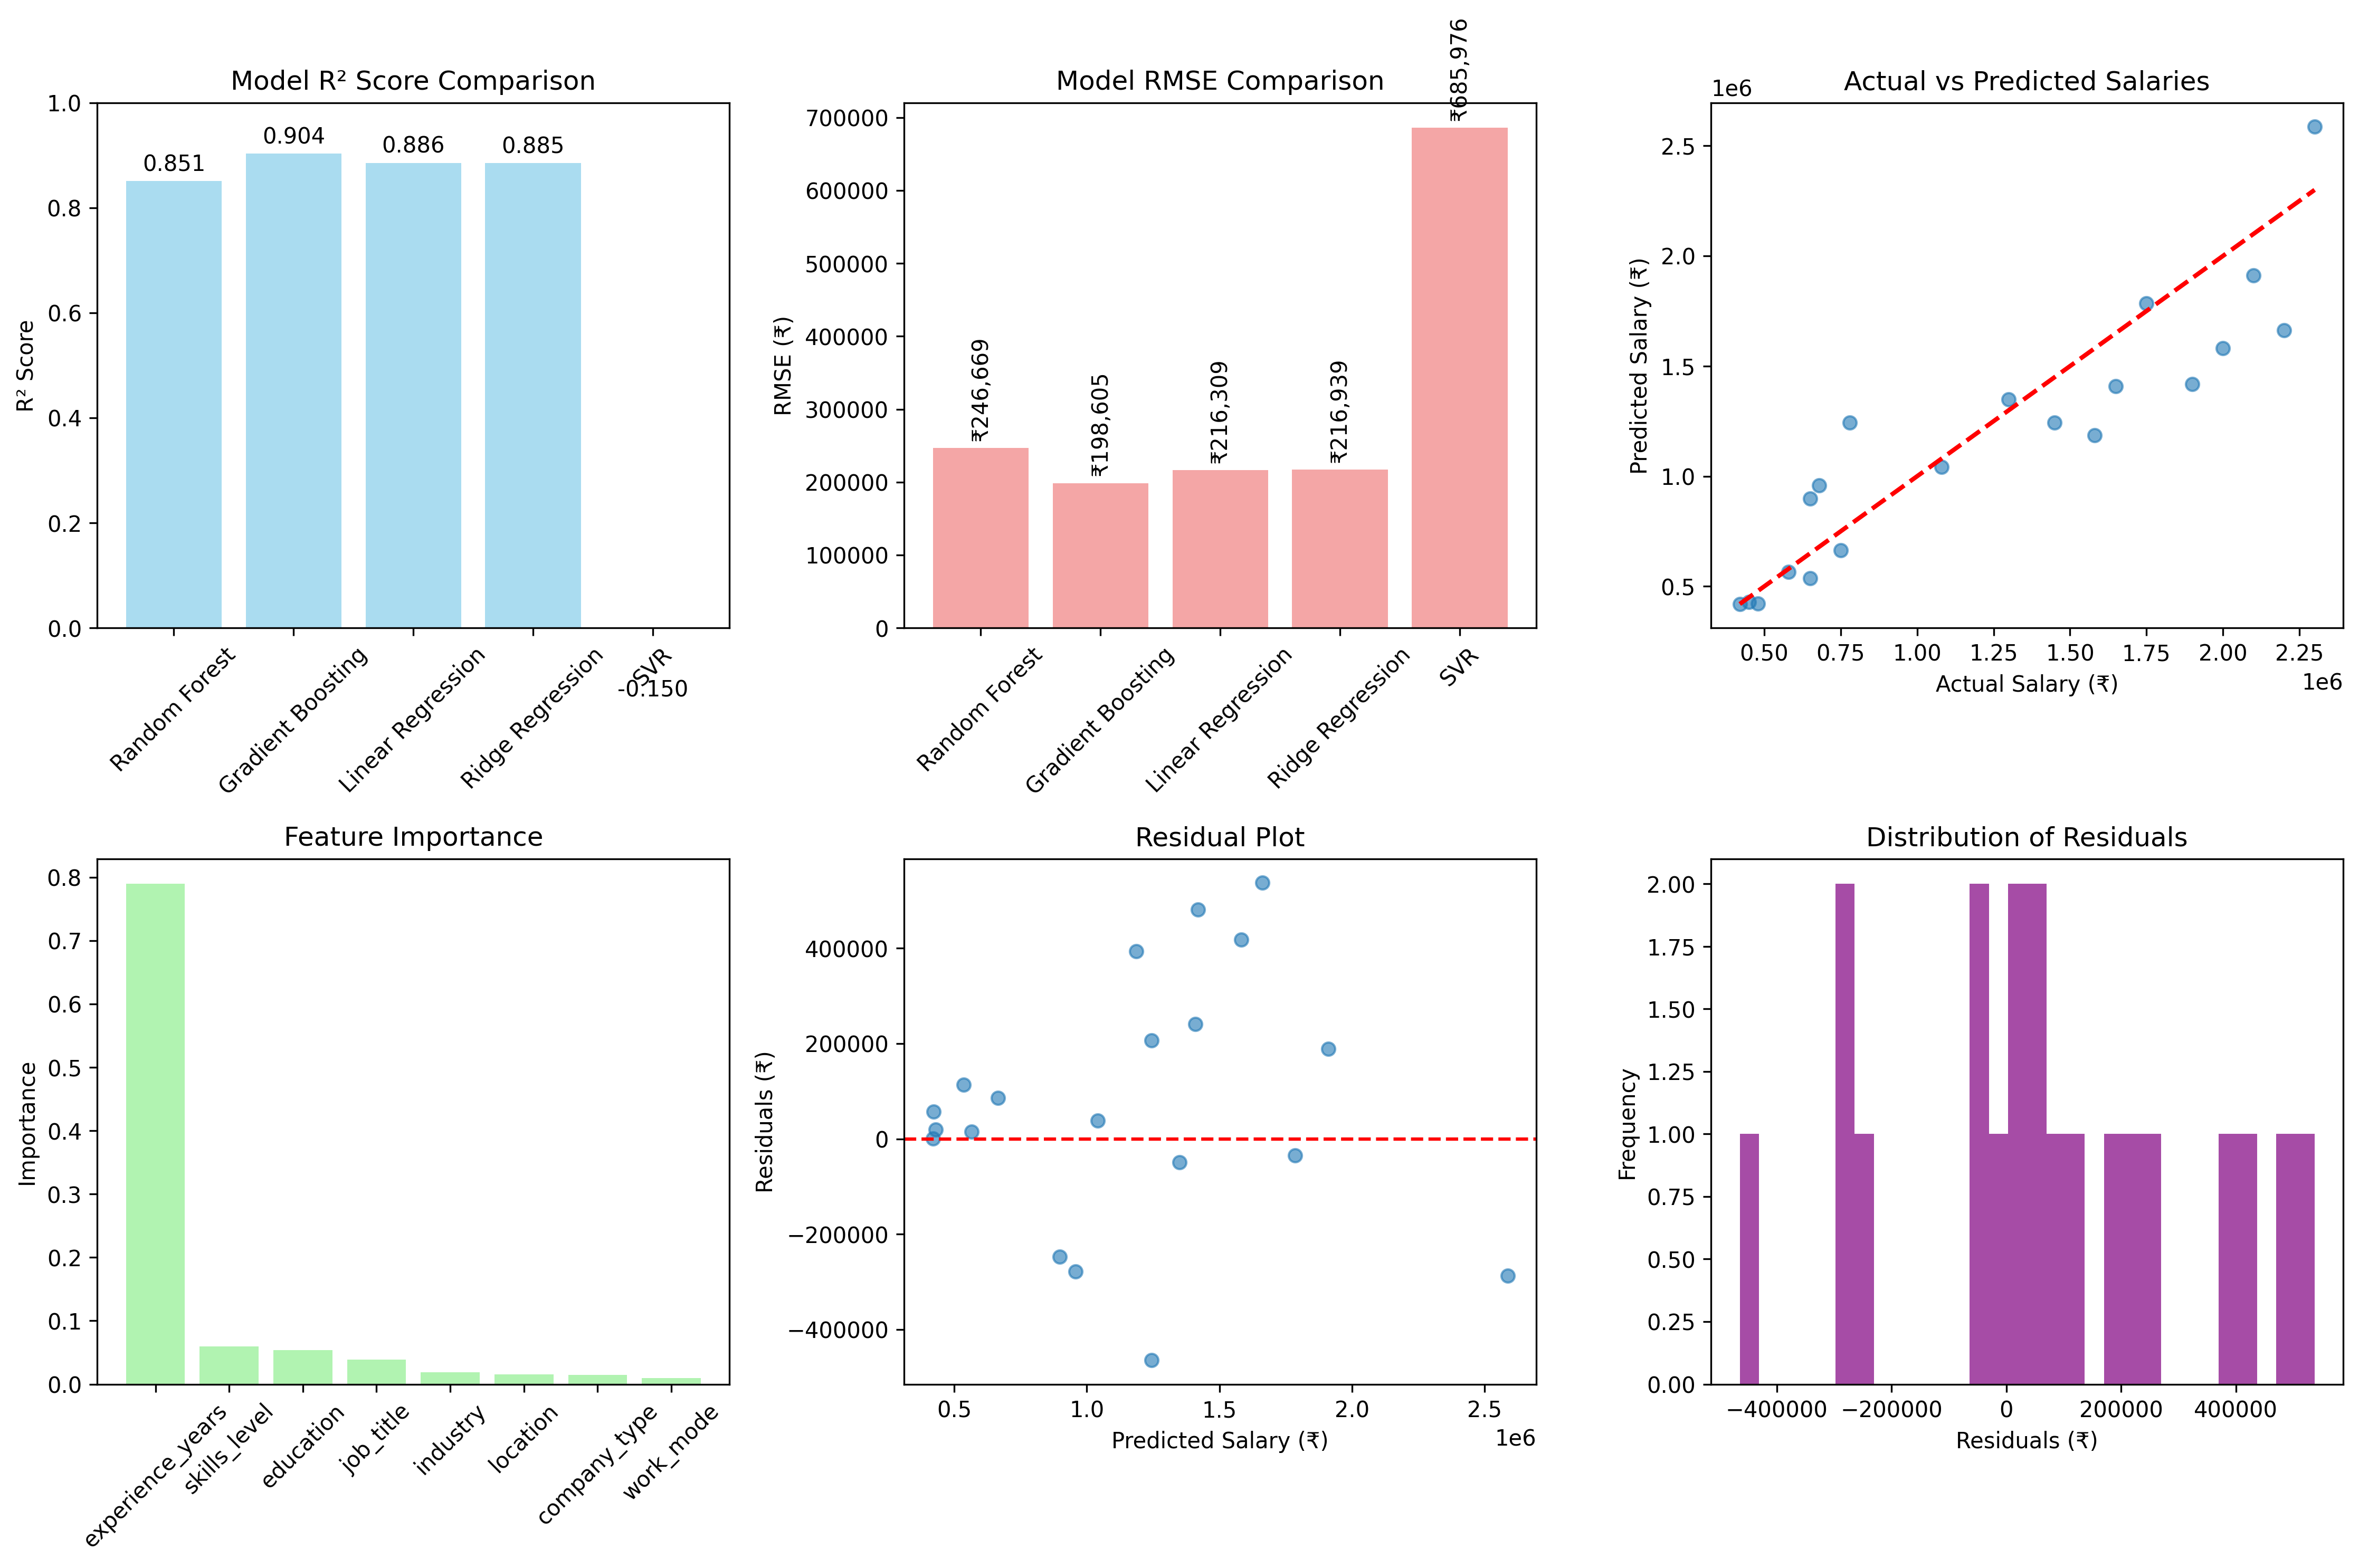 Model R² Score Comparison
R² Score
1.0
0.8
0.6
0.4
0.2
0.0
0.851
0.904
0.886
0.885
-0.150
Random Forest
Gradient Boosting
Linear Regression
Ridge Regression
SVR
Model RMSE Comparison
RMSE (₹)
700000
600000
500000
400000
300000
200000
100000
0
₹246,669
₹198,605
₹216,309
₹216,939
₹685,976
Random Forest
Gradient Boosting
Linear Regression
Ridge Regression
SVR
Actual vs Predicted Salaries
1e6
Predicted Salary (₹)
2.5
2.0
1.5
1.0
0.5
0.50 0.75 1.00 1.25 1.50 1.75 2.00 2.25
1e6
Actual Salary (₹)
Feature Importance
Importance
0.8
0.7
0.6
0.5
0.4
0.3
0.2
0.1
0.0
experience_years
skills_level
education
job_title
industry
location
company_type
work_mode
Residual Plot
Residuals (₹)
400000
200000
0
−200000
−400000
0.5 1.0 1.5 2.0 2.5
1e6
Predicted Salary (₹)
Distribution of Residuals
Frequency
2.00
1.75
1.50
1.25
1.00
0.75
0.50
0.25
0.00
−400000 −200000 0 200000 400000
Residuals (₹)